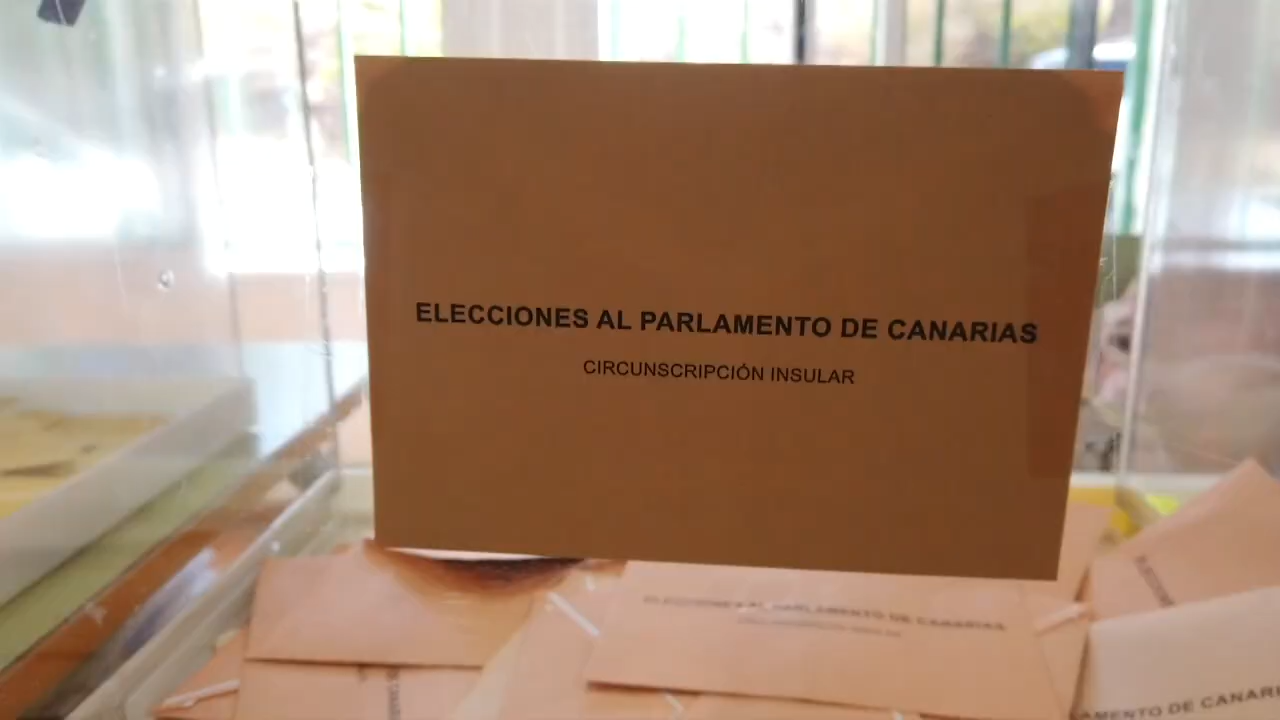 ELECCIONES AL PARLAMENTO DE CANARIAS
CIRCUNSCRIPCIÓN INSULAR
ELECCIONES AL PARLAMENTO DE CANARIAS